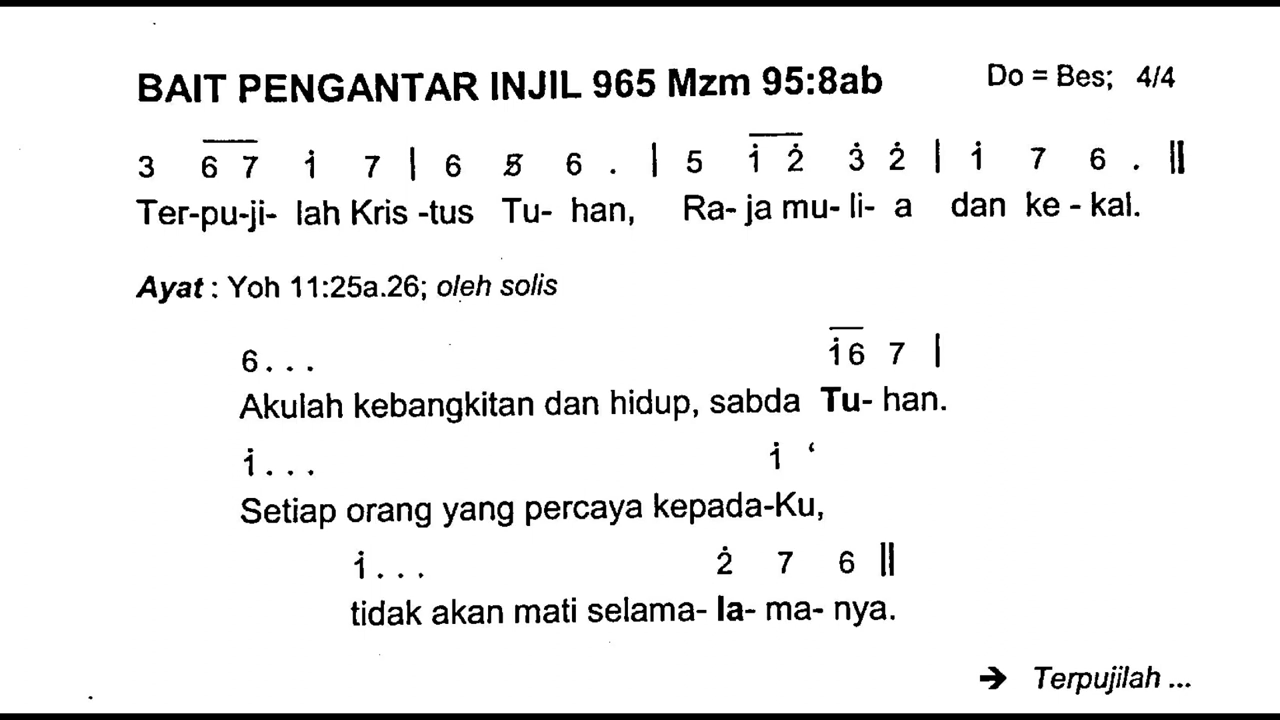 BAIT PENGANTAR INJIL 965 Mzm 95:8ab Do = Bes; 4/4
3 6 7 1̇ 7 | 6 5̸ 6 . | 5 1̇ 2̇ 3̇ 2̇ | 1̇ 7 6 . ||
Ter-pu-ji- lah Kris -tus Tu- han, Ra- ja mu- li- a dan ke - kal.
Ayat : Yoh 11:25a.26; oleh solis
6 . . . 1̇ 6 7 |
Akulah kebangkitan dan hidup, sabda Tu- han.
1̇ . . . 1̇ ‘
Setiap orang yang percaya kepada-Ku,
1̇ . . . 2̇ 7 6 ||
tidak akan mati selama- la- ma- nya.
→ Terpujilah ...